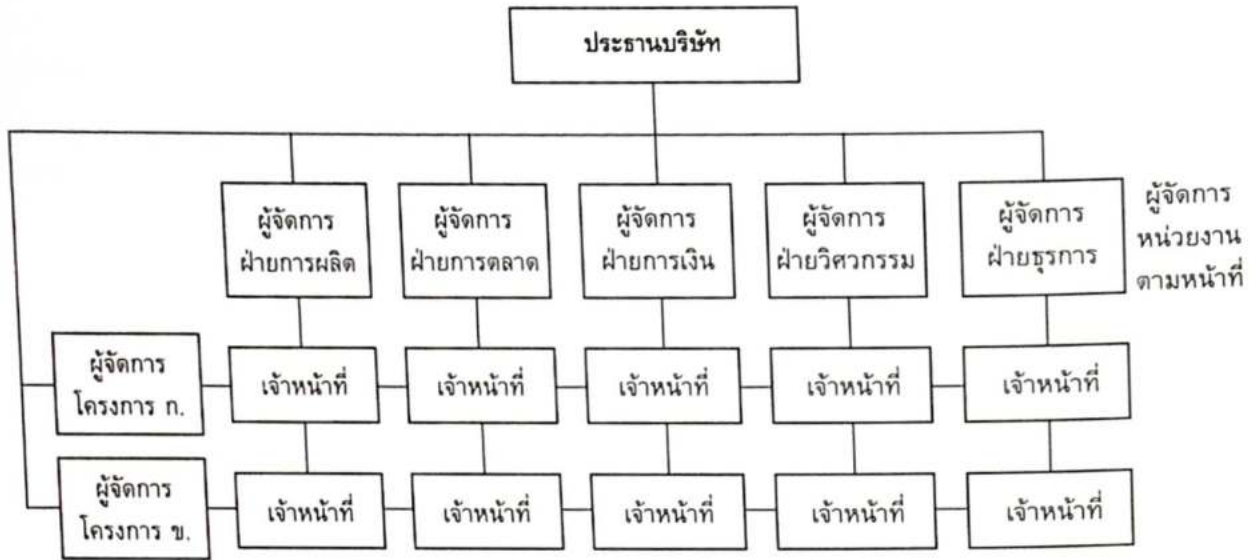 ประธานบริษัท
ผู้จัดการ
ฝ่ายการผลิต
ผู้จัดการ
ฝ่ายการตลาด
ผู้จัดการ
ฝ่ายการเงิน
ผู้จัดการ
ฝ่ายวิศวกรรม
ผู้จัดการ
ฝ่ายธุรการ
ผู้จัดการ
หน่วยงาน
ตามหน้าที่
ผู้จัดการ
โครงการ ก.
เจ้าหน้าที่
เจ้าหน้าที่
เจ้าหน้าที่
เจ้าหน้าที่
เจ้าหน้าที่
ผู้จัดการ
โครงการ ข.
เจ้าหน้าที่
เจ้าหน้าที่
เจ้าหน้าที่
เจ้าหน้าที่
เจ้าหน้าที่